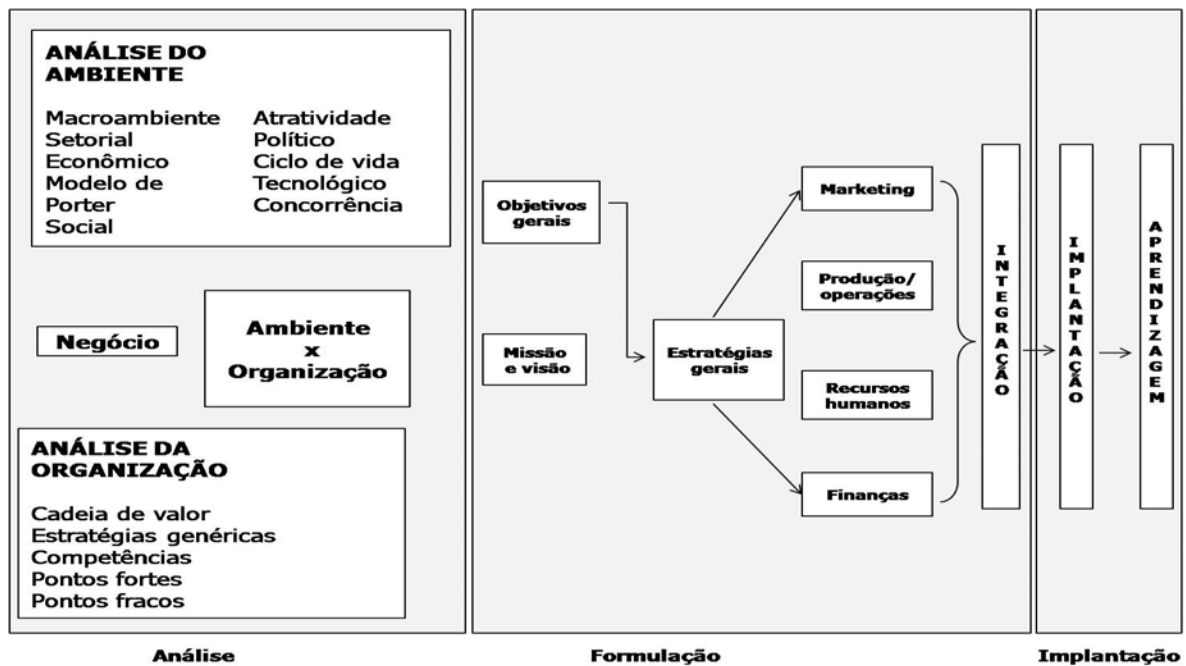 ANÁLISE DO
AMBIENTE
Macroambiente
Setorial
Econômico
Modelo de
Porter
Social
Atratividade
Político
Ciclo de vida
Tecnológico
Concorrência
Negócio
Ambiente
x
Organização
ANÁLISE DA
ORGANIZAÇÃO
Cadeia de valor
Estratégias genéricas
Competências
Pontos fortes
Pontos fracos
Objetivos
gerais
Missão
e visão
Estratégias
gerais
Marketing
Produção/
operações
Recursos
humanos
Finanças
INTEGRAÇÃO
IMPLANTAÇÃO
APRENDIZAGEM
Análise
Formulação
Implantação